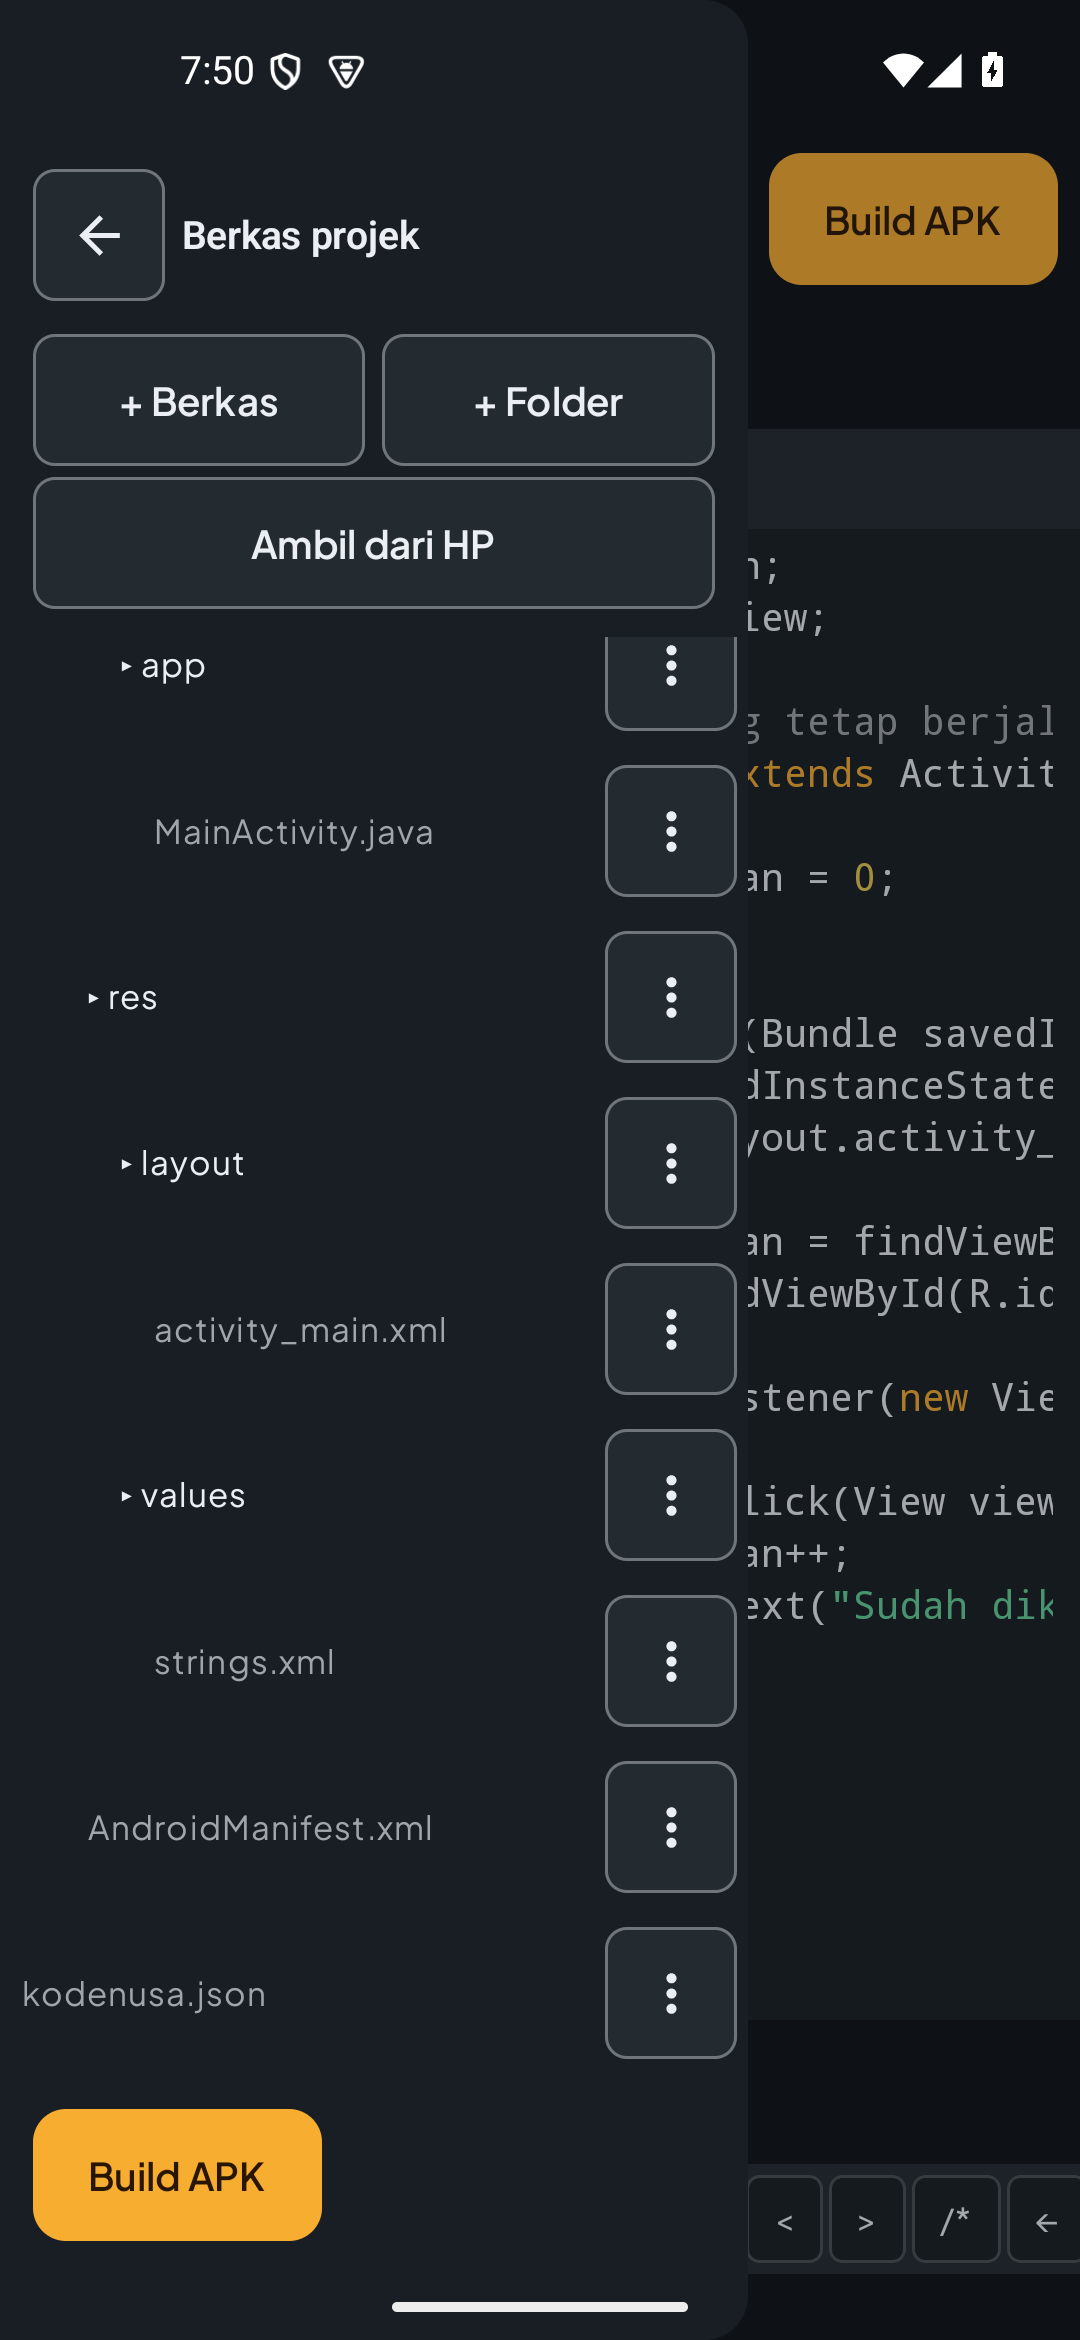 7:50
Build APK
Berkas projek
+ Berkas
+ Folder
Ambil dari HP
app
MainActivity.java
res
layout
activity_main.xml
values
strings.xml
AndroidManifest.xml
kodenusa.json
Build APK
;
iew;
tetap berjal
xtends Activit
an = 0;
(Bundle savedI
dInstanceState
yout.activity_
an = findViewB
dViewById(R.id
stener(new Vie
lick(View view
an++;
ext("Sudah dik
< > /* ←